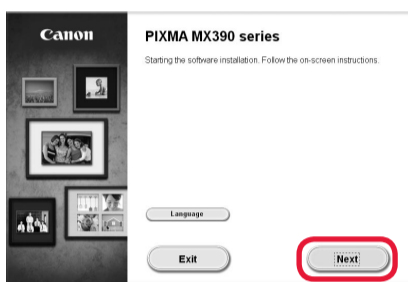 Canon
PIXMA MX390 series
Starting the software installation. Follow the on-screen instructions.
Language
Exit
Next